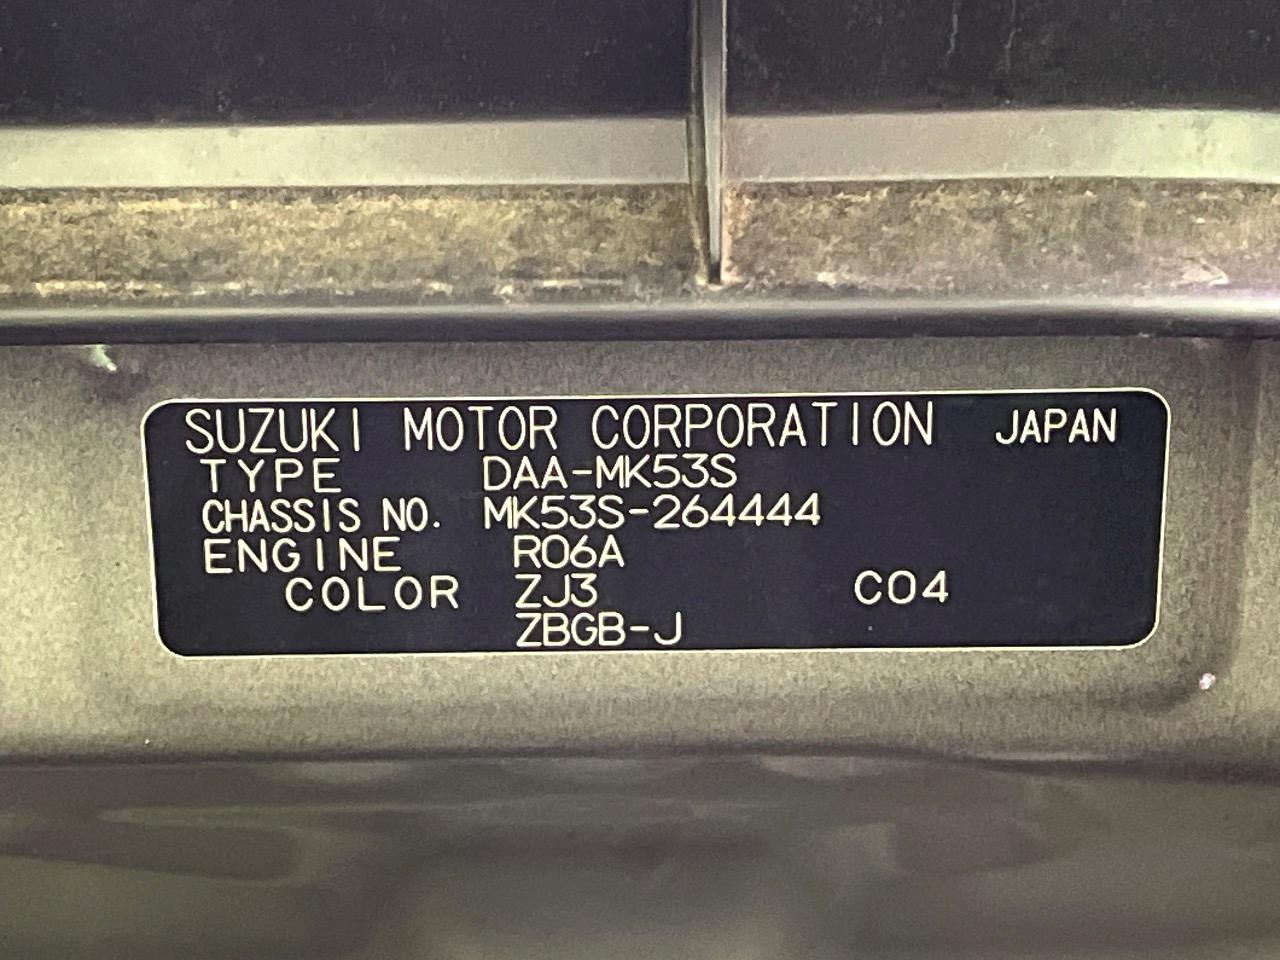 SUZUKI MOTOR CORPORATION JAPAN
TYPE DAA-MK53S
CHASSIS NO. MK53S-264444
ENGINE R06A
COLOR ZJ3 C04
ZBGB-J